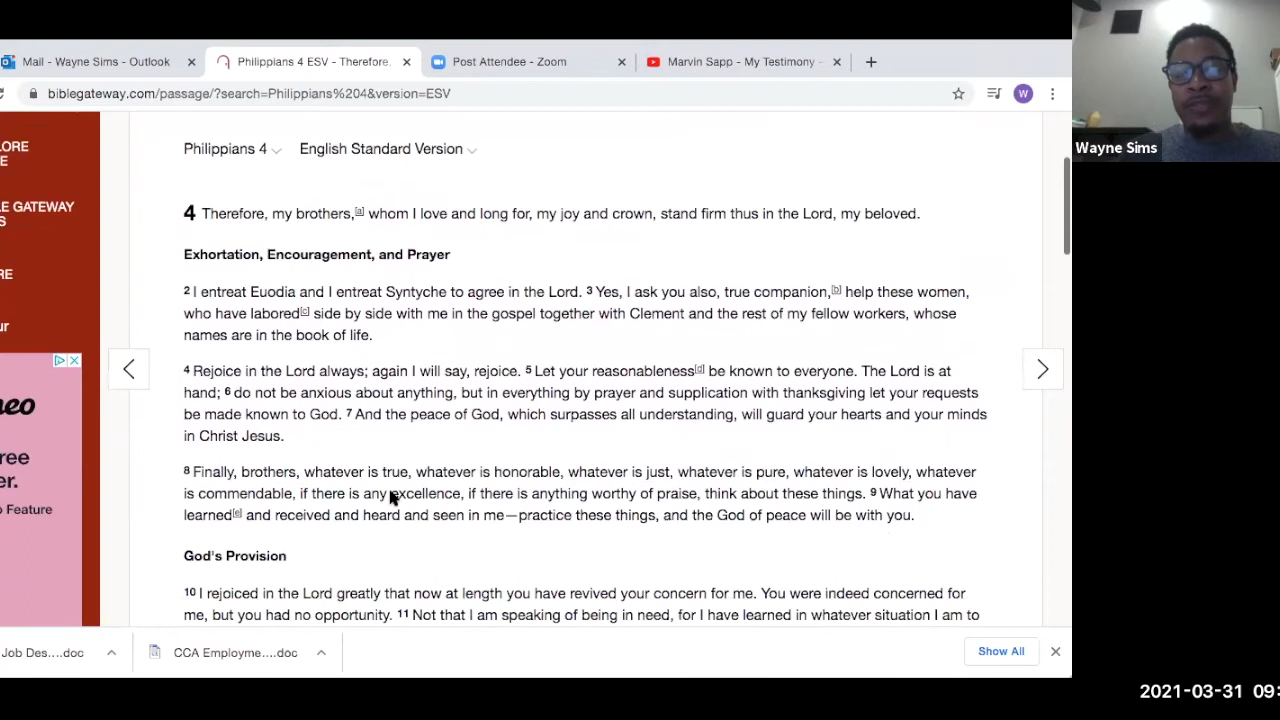 Mail - Wayne Sims - Outlook
Philippians 4 ESV - Therefore,
Post Attendee - Zoom
Marvin Sapp - My Testimony -
biblegateway.com/passage/?search=Philippians%204&version=ESV
W
Wayne Sims
LORE
E
LE GATEWAY
S
RE
ur
eo
ree
er.
o Feature
Philippians 4
English Standard Version
4 Therefore, my brothers,[a] whom I love and long for, my joy and crown, stand firm thus in the Lord, my beloved.
Exhortation, Encouragement, and Prayer
2 I entreat Euodia and I entreat Syntyche to agree in the Lord. 3 Yes, I ask you also, true companion,[b] help these women,
who have labored[c] side by side with me in the gospel together with Clement and the rest of my fellow workers, whose
names are in the book of life.
4 Rejoice in the Lord always; again I will say, rejoice. 5 Let your reasonableness[d] be known to everyone. The Lord is at
hand; 6 do not be anxious about anything, but in everything by prayer and supplication with thanksgiving let your requests
be made known to God. 7 And the peace of God, which surpasses all understanding, will guard your hearts and your minds
in Christ Jesus.
8 Finally, brothers, whatever is true, whatever is honorable, whatever is just, whatever is pure, whatever is lovely, whatever
is commendable, if there is any excellence, if there is anything worthy of praise, think about these things. 9 What you have
learned[e] and received and heard and seen in me—practice these things, and the God of peace will be with you.
God's Provision
10 I rejoiced in the Lord greatly that now at length you have revived your concern for me. You were indeed concerned for
me, but you had no opportunity. 11 Not that I am speaking of being in need, for I have learned in whatever situation I am to
Job Des....doc
CCA Employme....doc
Show All
2021-03-31 09: